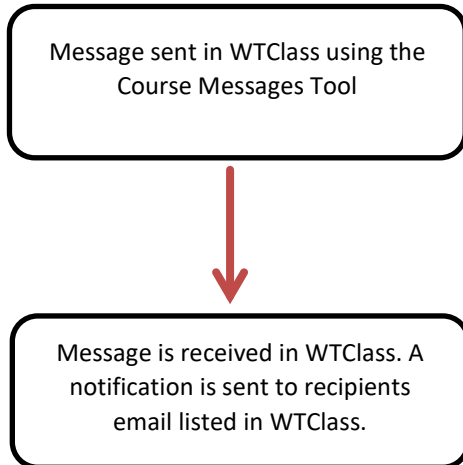 Message sent in WTClass using the
Course Messages Tool
Message is received in WTClass. A
notification is sent to recipients
email listed in WTClass.